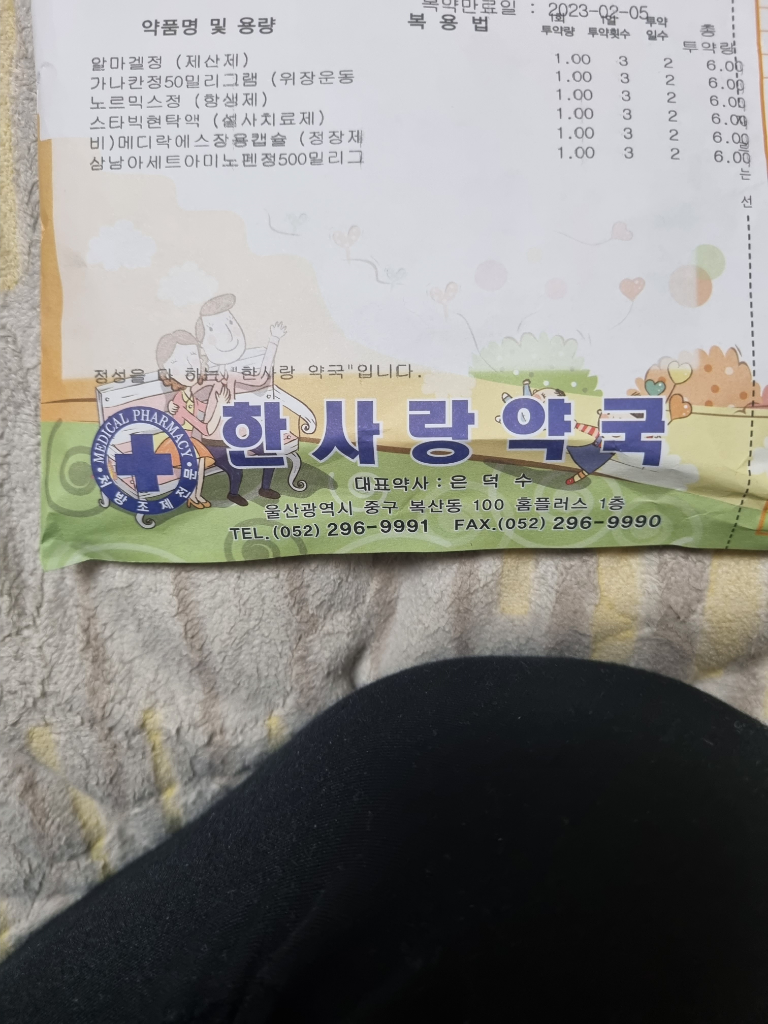 복약만료일 : 2023-02-05
약품명 및 용량 복 용 법 1회 투약량 1일 투약횟수 투약 일수 총 투약량
알마겔정 (제산제) 1.00 3 2 6.00
가나칸정50밀리그램 (위장운동 1.00 3 2 6.00
노르믹스정 (항생제) 1.00 3 2 6.00
스타빅현탁액 (설사치료제) 1.00 3 2 6.00
비)메디락에스장용캡슐 (정장제 1.00 3 2 6.00
삼남아세트아미노펜정500밀리그 1.00 3 2 6.00
자르는 선
정성을 다 하는 "한사랑 약국"입니다.
MEDICAL PHARMACY
처방조제전문
한사랑약국
대표약사 : 은 덕 수
울산광역시 중구 복산동 100 홈플러스 1층
TEL.(052) 296-9991 FAX.(052) 296-9990